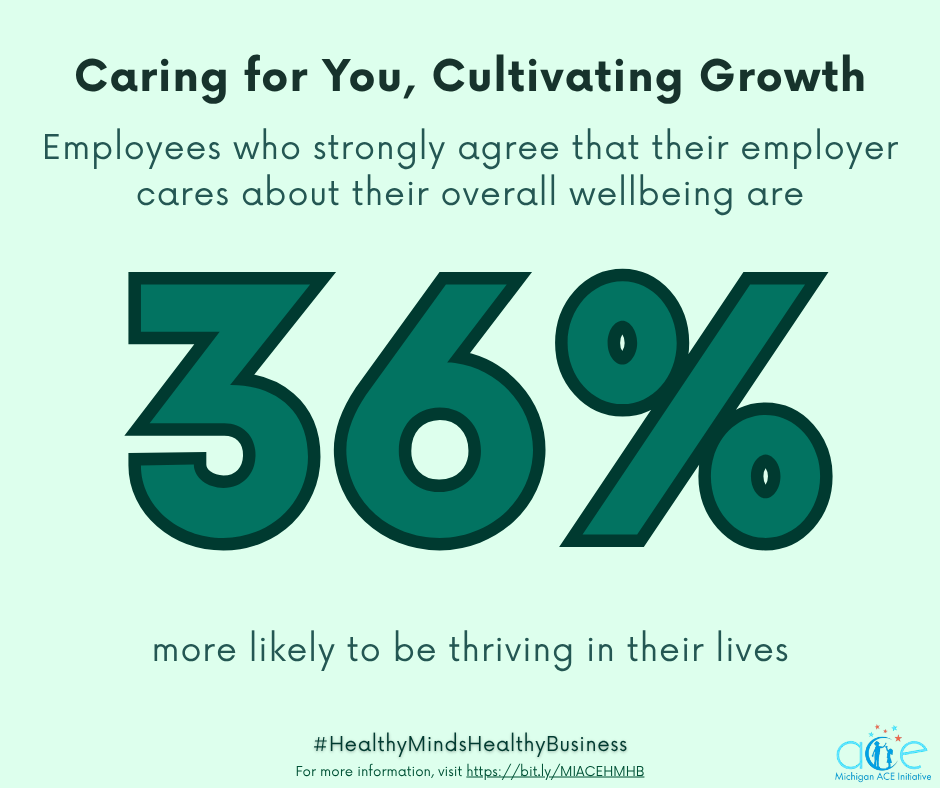 Caring for You, Cultivating Growth
Employees who strongly agree that their employer
cares about their overall wellbeing are
36%
more likely to be thriving in their lives
#HealthyMindsHealthyBusiness
For more information, visit https://bit.ly/MIACEHMHB
ace
Michigan ACE Initiative